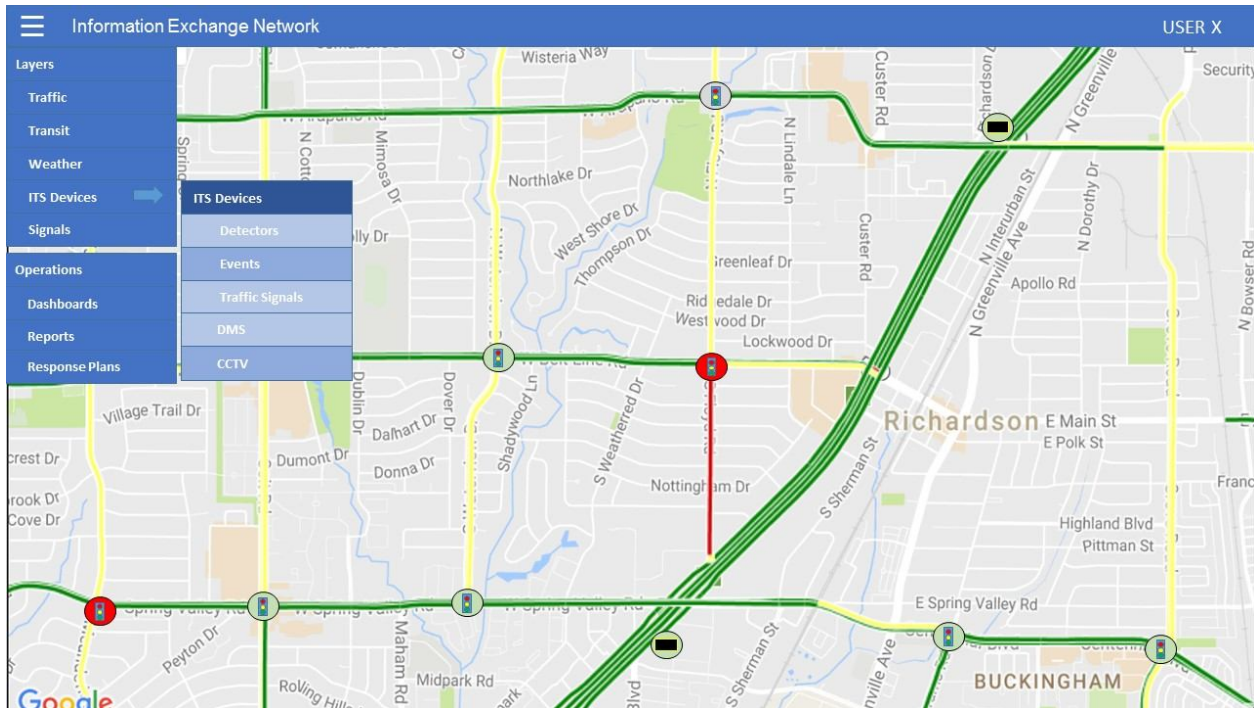 Information Exchange Network
USER X
Layers
Traffic
Transit
Weather
ITS Devices
Signals
Operations
Dashboards
Reports
Response Plans
ITS Devices
Detectors
Events
Traffic Signals
DMS
CCTV
Wisteria Way
Custer Rd
N Greenville
Security
N Lindale Ln
Mimosa Dr
Northlake Dr
West Shore Dr
Thompson Dr
Custer Rd
N Interurban St
N Greenville Ave
N Dorothy Dr
N Bowser Rd
Apollo Rd
Westwood Dr
Lockwood Dr
Village Trail Dr
Dublin Dr
Dover Dr
Dalhart Dr
Shadywood Ln
S Weatherred Dr
Richardson
E Main St
E Polk St
Dumont Dr
Donna Dr
Nottingham Dr
S Sherman St
Cove Dr
Highland Blvd
Pittman St
E Spring Valley Rd
Peyton Dr
Maham Rd
Midpark Rd
S Sherman St
BUCKINGHAM
Google